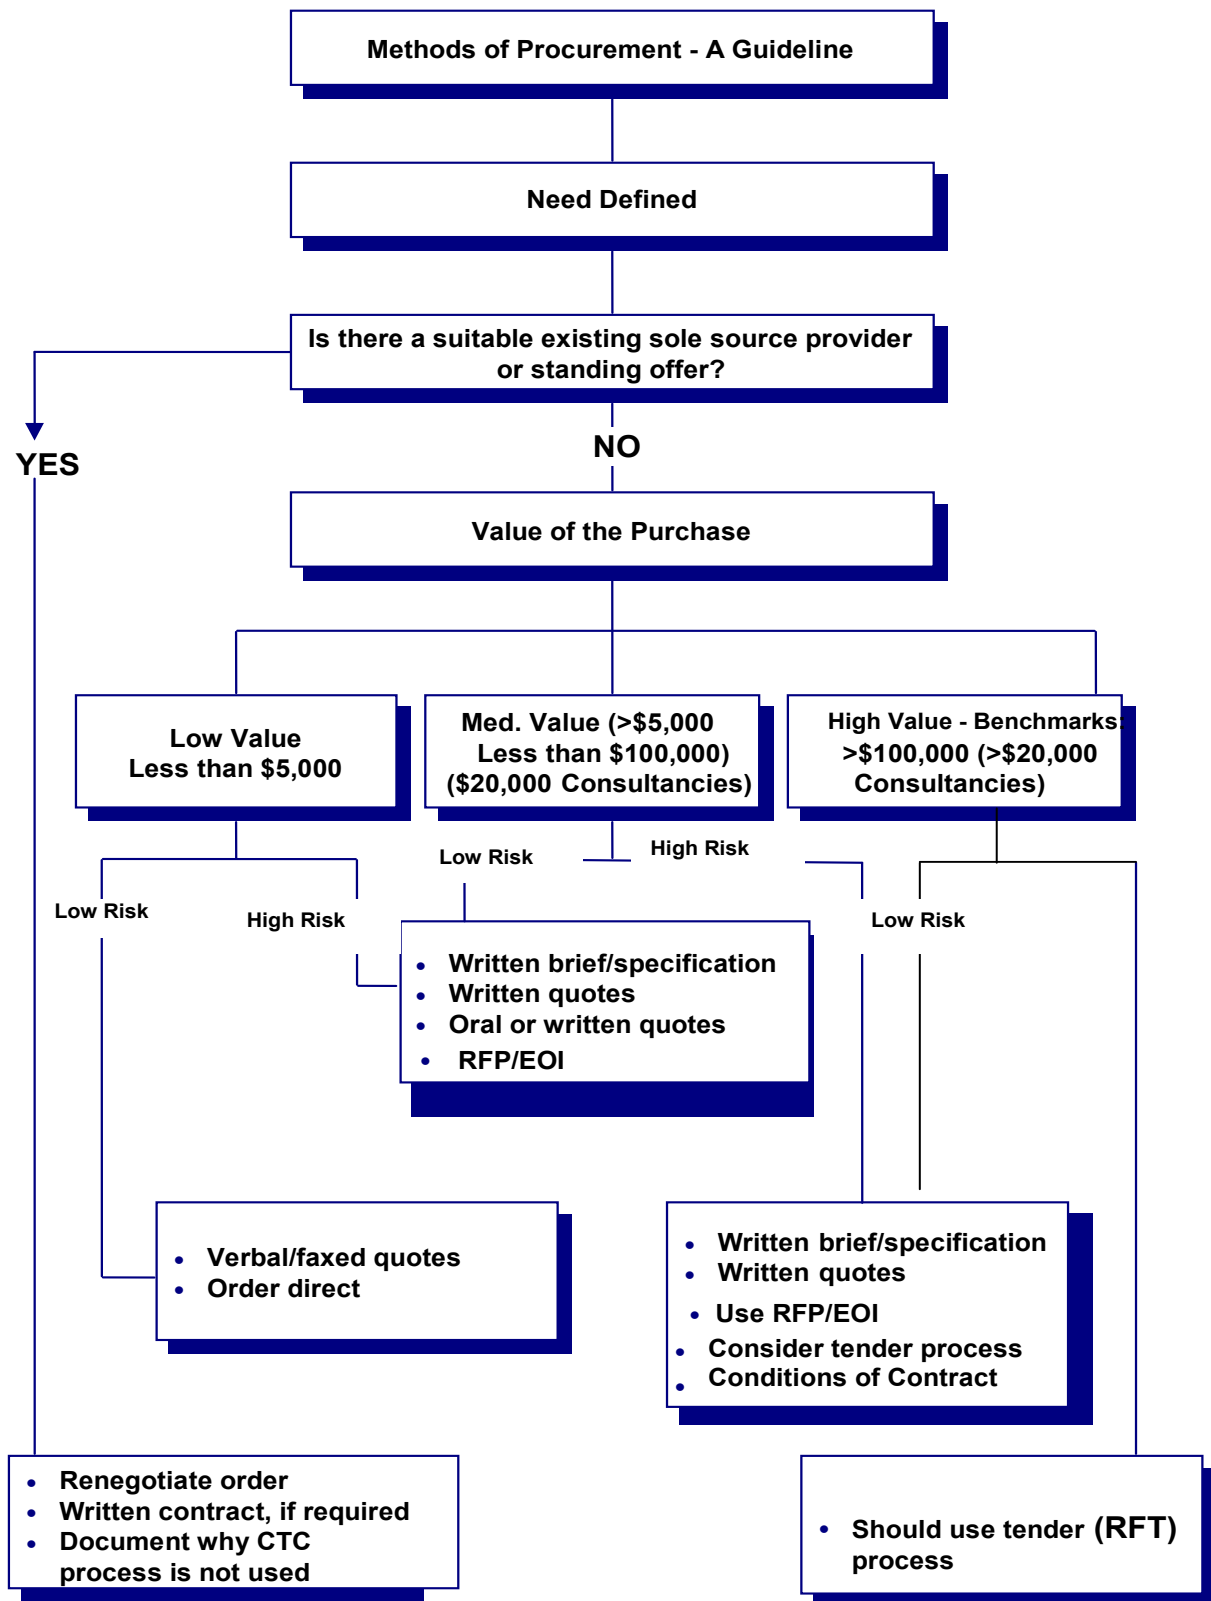 Methods of Procurement - A Guideline
Need Defined
Is there a suitable existing sole source provider
or standing offer?
YES
NO
Value of the Purchase
Low Value
Less than $5,000
Med. Value (>$5,000
Less than $100,000)
($20,000 Consultancies)
High Value - Benchmarks:
>$100,000 (>$20,000
Consultancies)
Low Risk
High Risk
Low Risk
High Risk
Low Risk
• Written brief/specification
• Written quotes
• Oral or written quotes
• RFP/EOI
• Verbal/faxed quotes
• Order direct
• Written brief/specification
• Written quotes
• Use RFP/EOI
• Consider tender process
• Conditions of Contract
• Renegotiate order
• Written contract, if required
• Document why CTC
process is not used
• Should use tender (RFT)
process